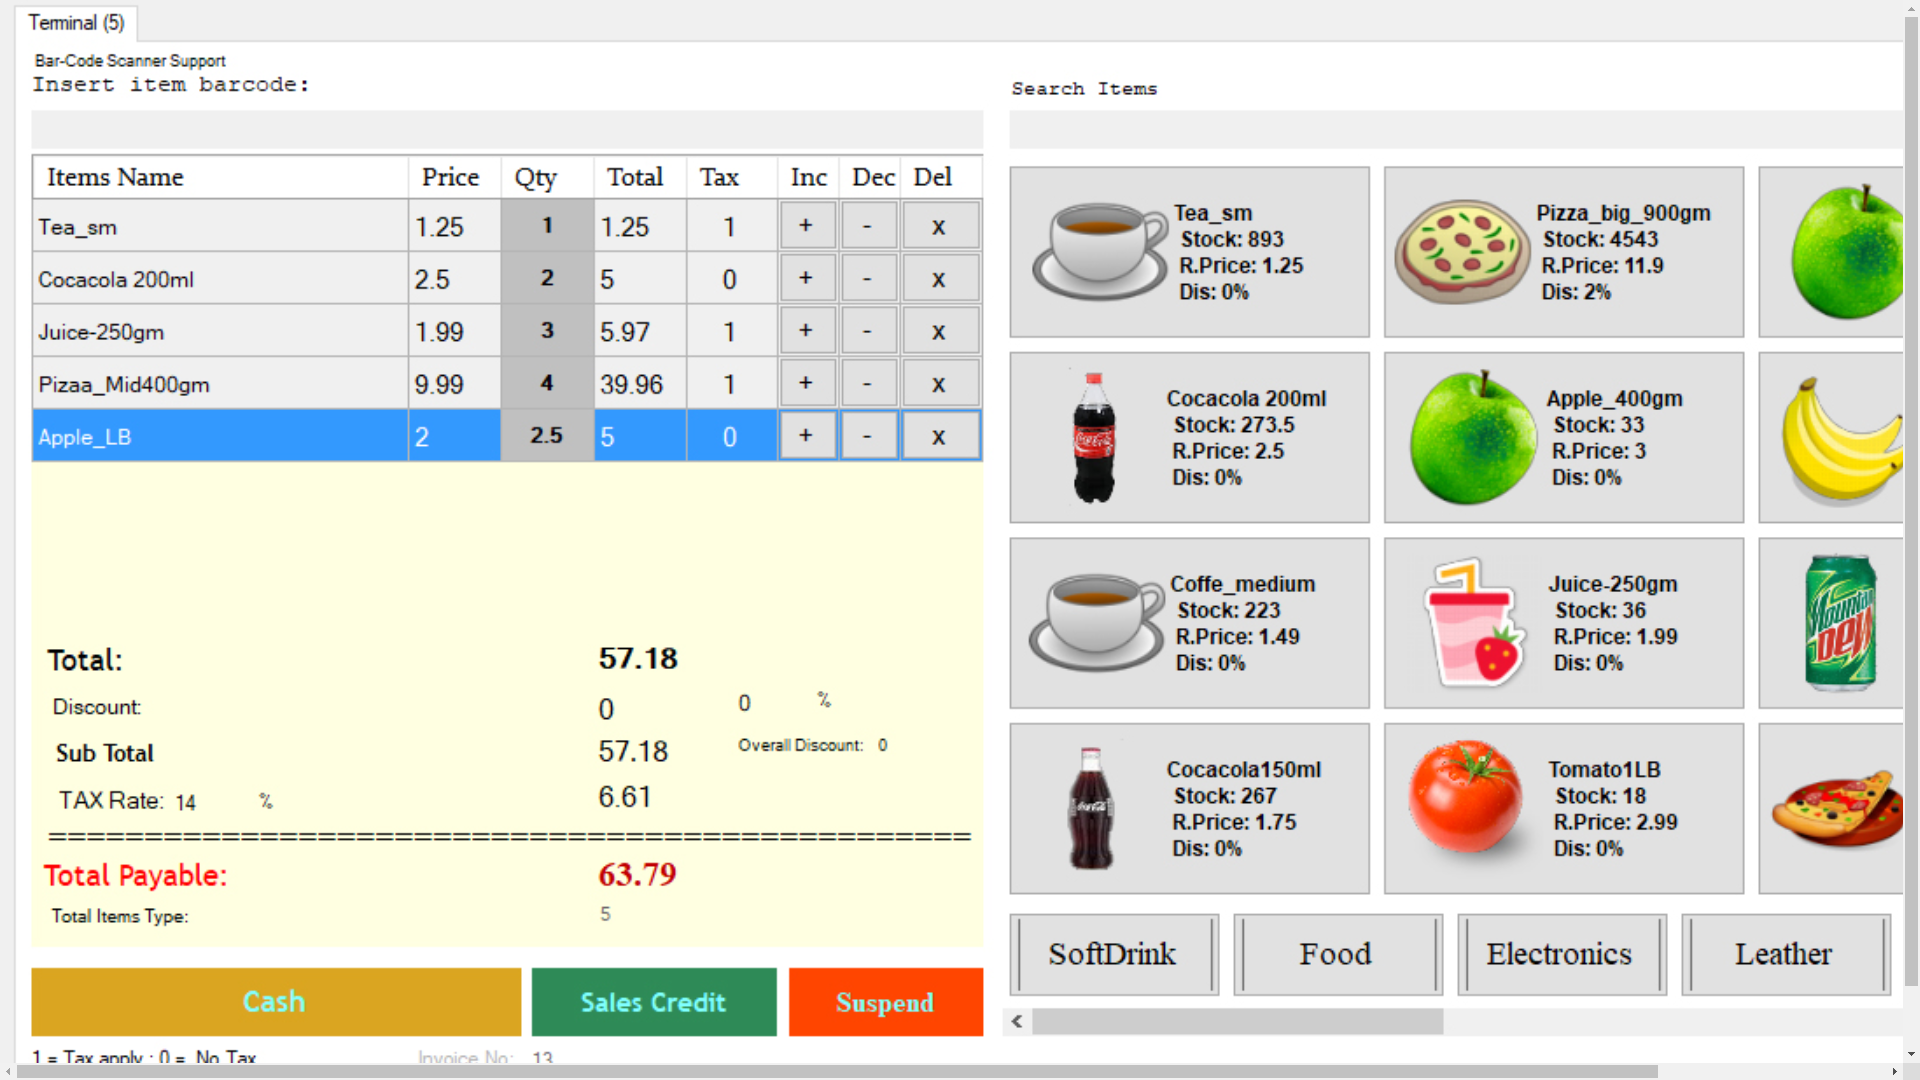 Terminal (5)
Bar-Code Scanner Support
Insert item barcode:
Search Items
Items Name Price Qty Total Tax Inc Dec Del
Tea_sm 1.25 1 1.25 1 + - x
Cocacola 200ml 2.5 2 5 0 + - x
Juice-250gm 1.99 3 5.97 1 + - x
Pizaa_Mid400gm 9.99 4 39.96 1 + - x
Apple_LB 2 2.5 5 0 + - x
Total: 57.18
Discount: 0 0 %
Sub Total 57.18 Overall Discount: 0
TAX Rate: 14 % 6.61
================================================
Total Payable: 63.79
Total Items Type: 5
Cash Sales Credit Suspend
1 = Tax apply ; 0 = No Tax Invoice No: 13
Tea_sm
Stock: 893
R.Price: 1.25
Dis: 0%
Pizza_big_900gm
Stock: 4543
R.Price: 11.9
Dis: 2%
Cocacola 200ml
Stock: 273.5
R.Price: 2.5
Dis: 0%
Apple_400gm
Stock: 33
R.Price: 3
Dis: 0%
Coffe_medium
Stock: 223
R.Price: 1.49
Dis: 0%
Juice-250gm
Stock: 36
R.Price: 1.99
Dis: 0%
Mountain
DEW
Cocacola150ml
Stock: 267
R.Price: 1.75
Dis: 0%
Tomato1LB
Stock: 18
R.Price: 2.99
Dis: 0%
SoftDrink Food Electronics Leather